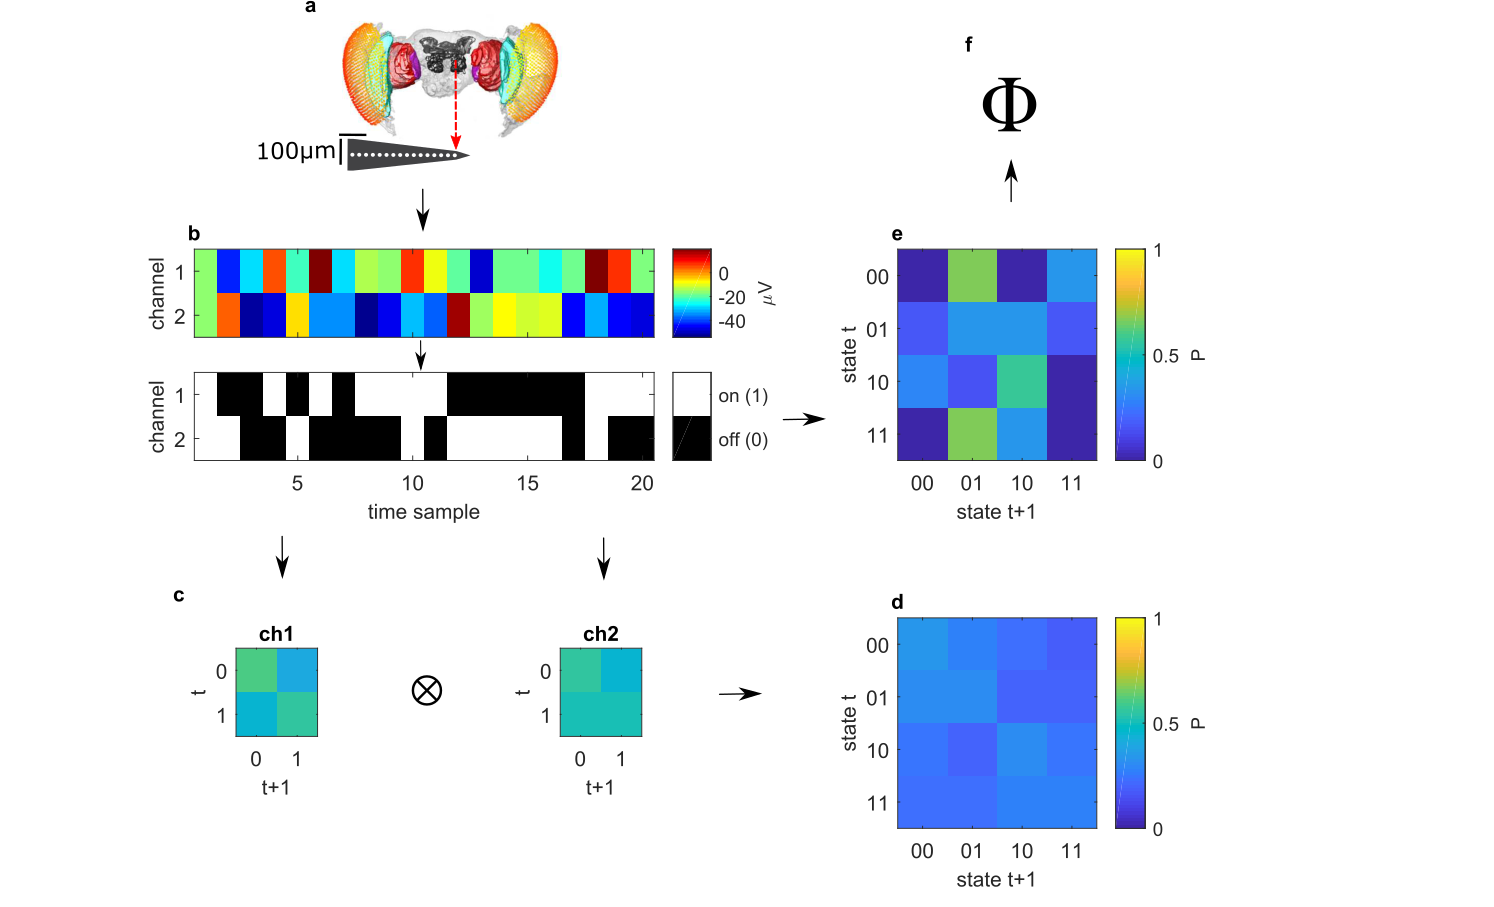 a
100μm
b
channel
1
2
0
-20
-40
μV
channel
1
2
on (1)
off (0)
5 10 15 20
time sample
c
ch1
t
0
1
0 1
t+1
⊗
ch2
t
0
1
0 1
t+1
f
Φ
e
state t
00
01
10
11
00 01 10 11
state t+1
1
0.5
0
P
d
state t
00
01
10
11
00 01 10 11
state t+1
1
0.5
0
P